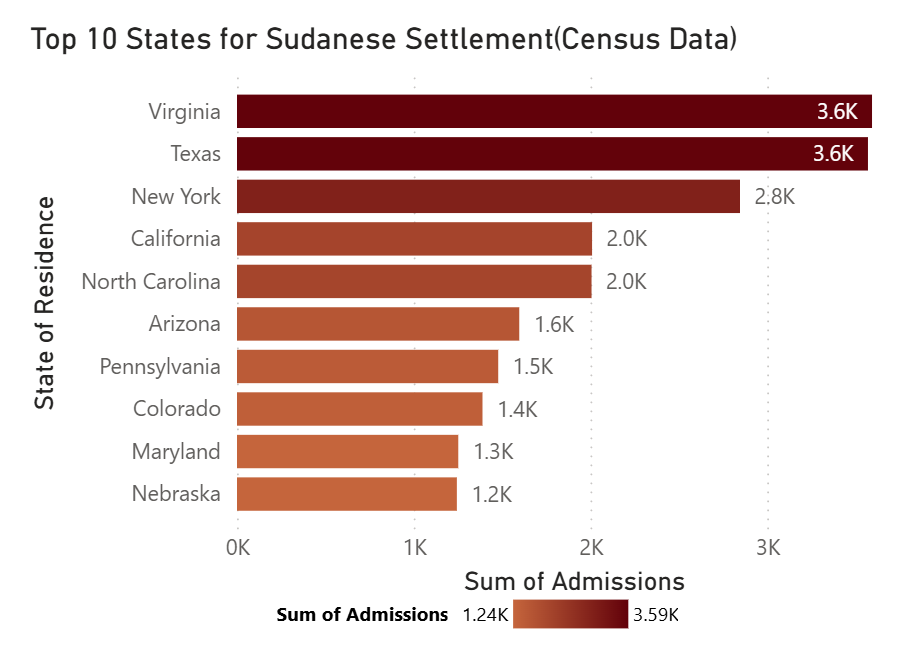 Top 10 States for Sudanese Settlement(Census Data)
State of Residence
Virginia 3.6K
Texas 3.6K
New York 2.8K
California 2.0K
North Carolina 2.0K
Arizona 1.6K
Pennsylvania 1.5K
Colorado 1.4K
Maryland 1.3K
Nebraska 1.2K
0K 1K 2K 3K
Sum of Admissions
Sum of Admissions 1.24K 3.59K